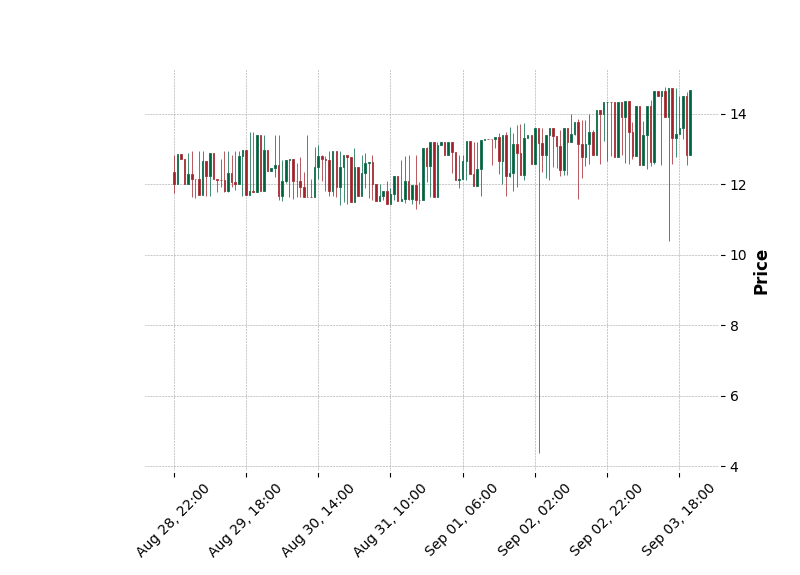 14
12
10
8
6
4
Price
Aug 28, 22:00
Aug 29, 18:00
Aug 30, 14:00
Aug 31, 10:00
Sep 01, 06:00
Sep 02, 02:00
Sep 02, 22:00
Sep 03, 18:00